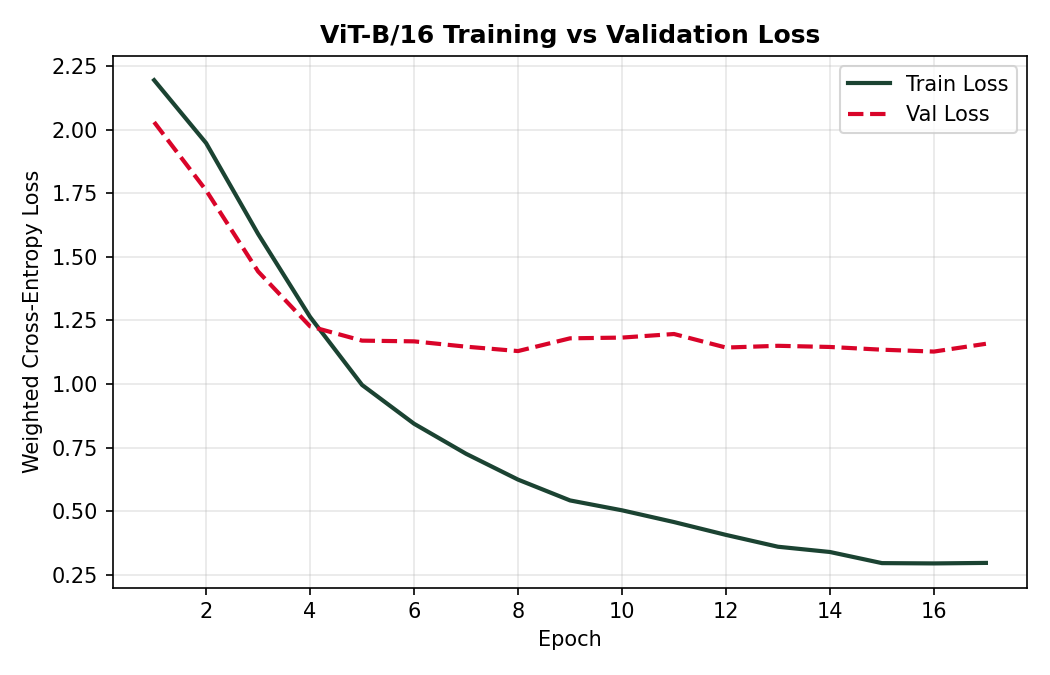 ViT-B/16 Training vs Validation Loss
Train Loss
Val Loss
Weighted Cross-Entropy Loss
2.25
2.00
1.75
1.50
1.25
1.00
0.75
0.50
0.25
2 4 6 8 10 12 14 16
Epoch